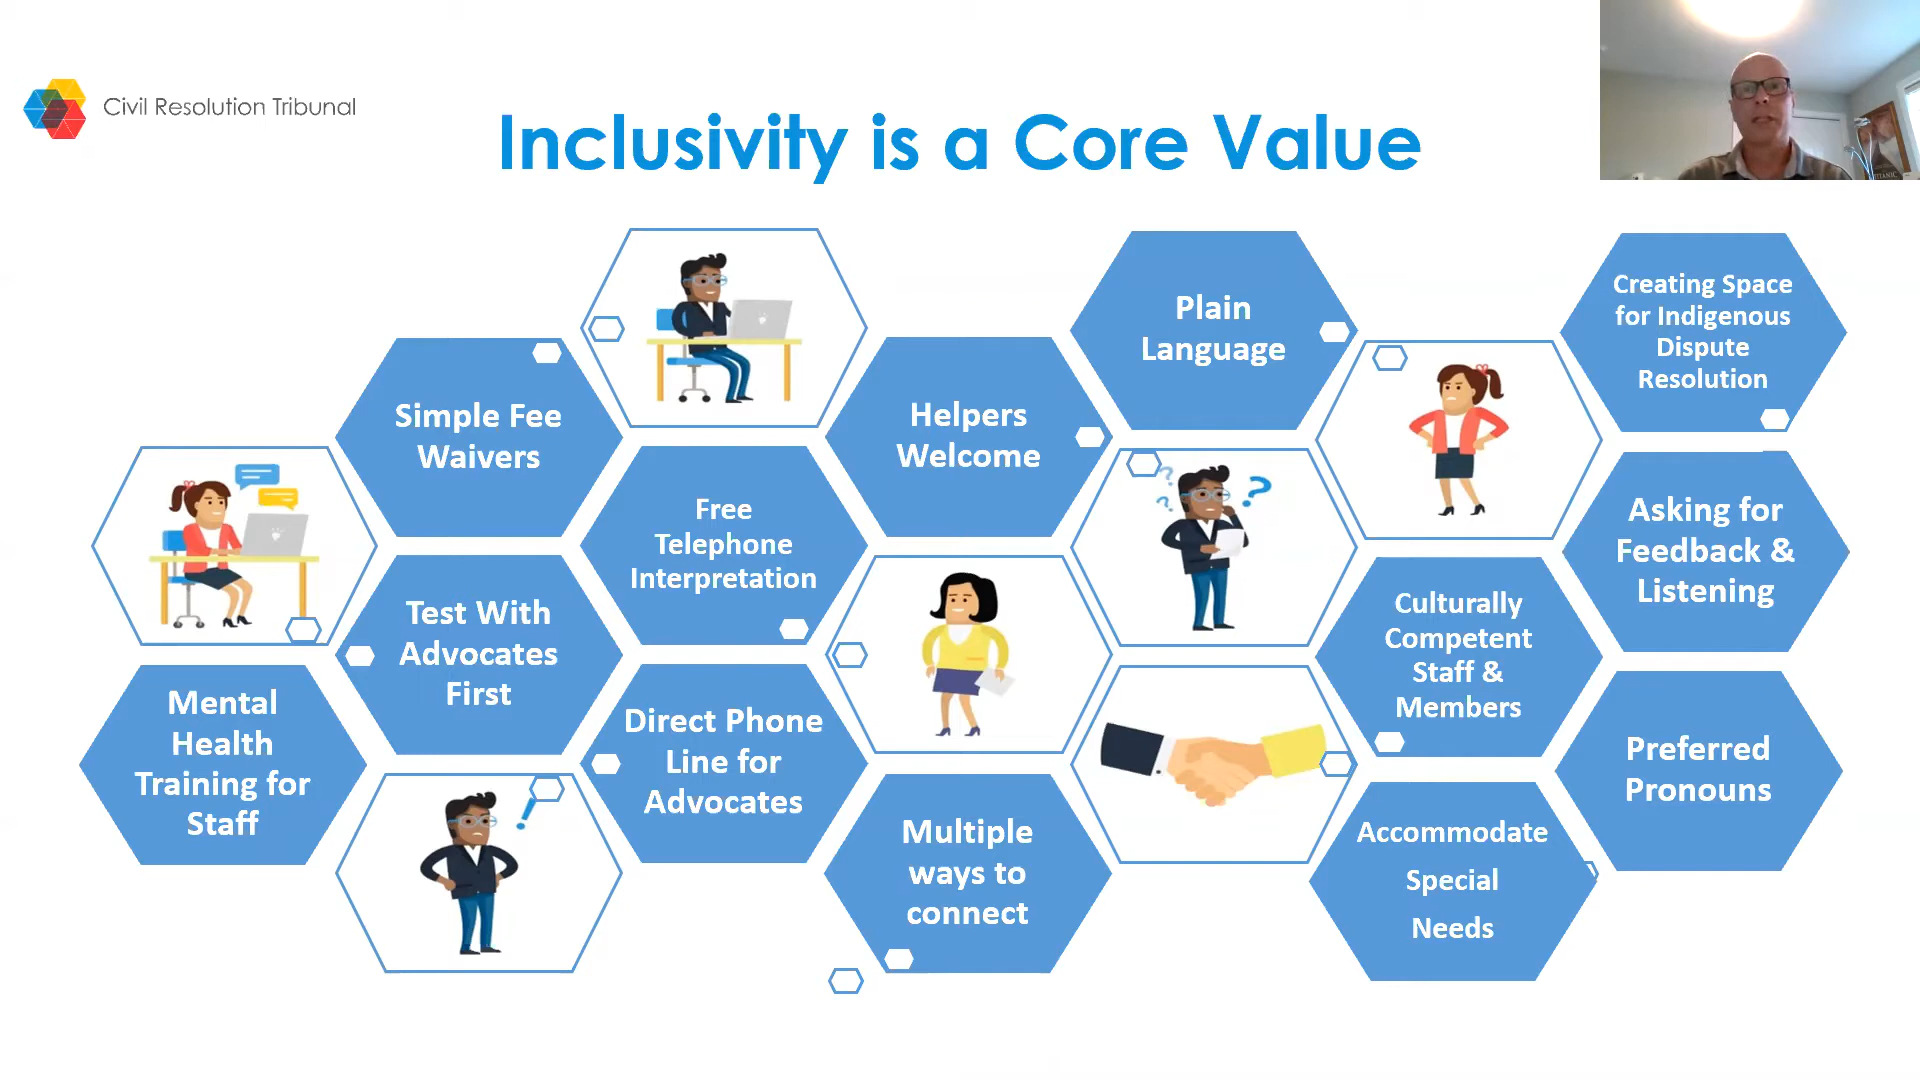 Civil Resolution Tribunal
Inclusivity is a Core Value
Mental
Health
Training for
Staff
Simple Fee
Waivers
Test With
Advocates
First
Free
Telephone
Interpretation
Direct Phone
Line for
Advocates
Helpers
Welcome
Multiple
ways to
connect
Plain
Language
? ? ?
!
Culturally
Competent
Staff &
Members
Accommodate
Special
Needs
Creating Space
for Indigenous
Dispute
Resolution
Asking for
Feedback &
Listening
Preferred
Pronouns
TITANIC